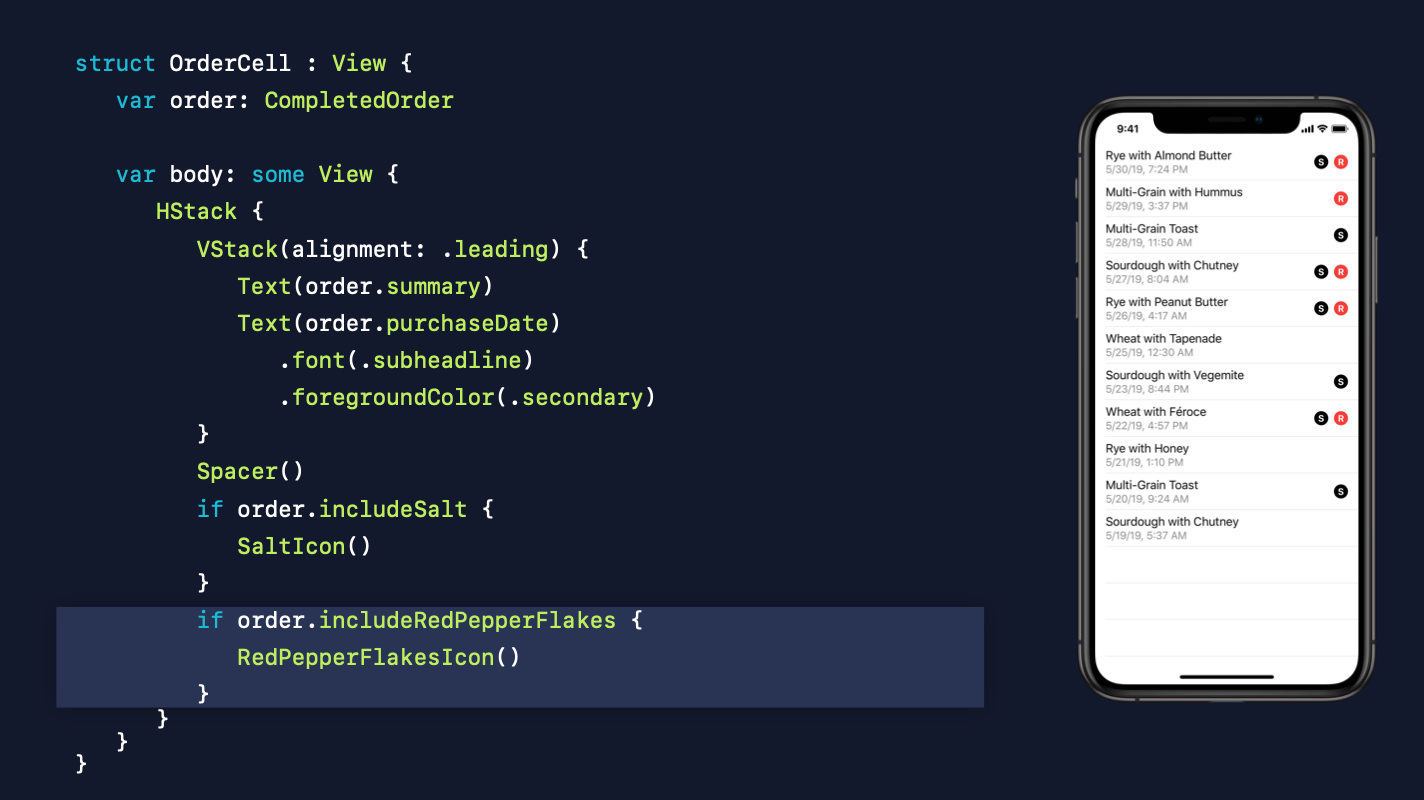 struct OrderCell : View {
var order: CompletedOrder
var body: some View {
HStack {
VStack(alignment: .leading) {
Text(order.summary)
Text(order.purchaseDate)
.font(.subheadline)
.foregroundColor(.secondary)
}
Spacer()
if order.includeSalt {
SaltIcon()
}
if order.includeRedPepperFlakes {
RedPepperFlakesIcon()
}
}
}
}
9:41
Rye with Almond Butter
5/30/19, 7:24 PM
S R
Multi-Grain with Hummus
5/29/19, 3:37 PM
R
Multi-Grain Toast
5/28/19, 11:50 AM
S
Sourdough with Chutney
5/27/19, 8:04 AM
S R
Rye with Peanut Butter
5/26/19, 4:17 AM
S R
Wheat with Tapenade
5/25/19, 12:30 AM
Sourdough with Vegemite
5/23/19, 8:44 PM
S
Wheat with Féroce
5/22/19, 4:57 PM
S R
Rye with Honey
5/21/19, 1:10 PM
Multi-Grain Toast
5/20/19, 9:24 AM
S
Sourdough with Chutney
5/19/19, 5:37 AM